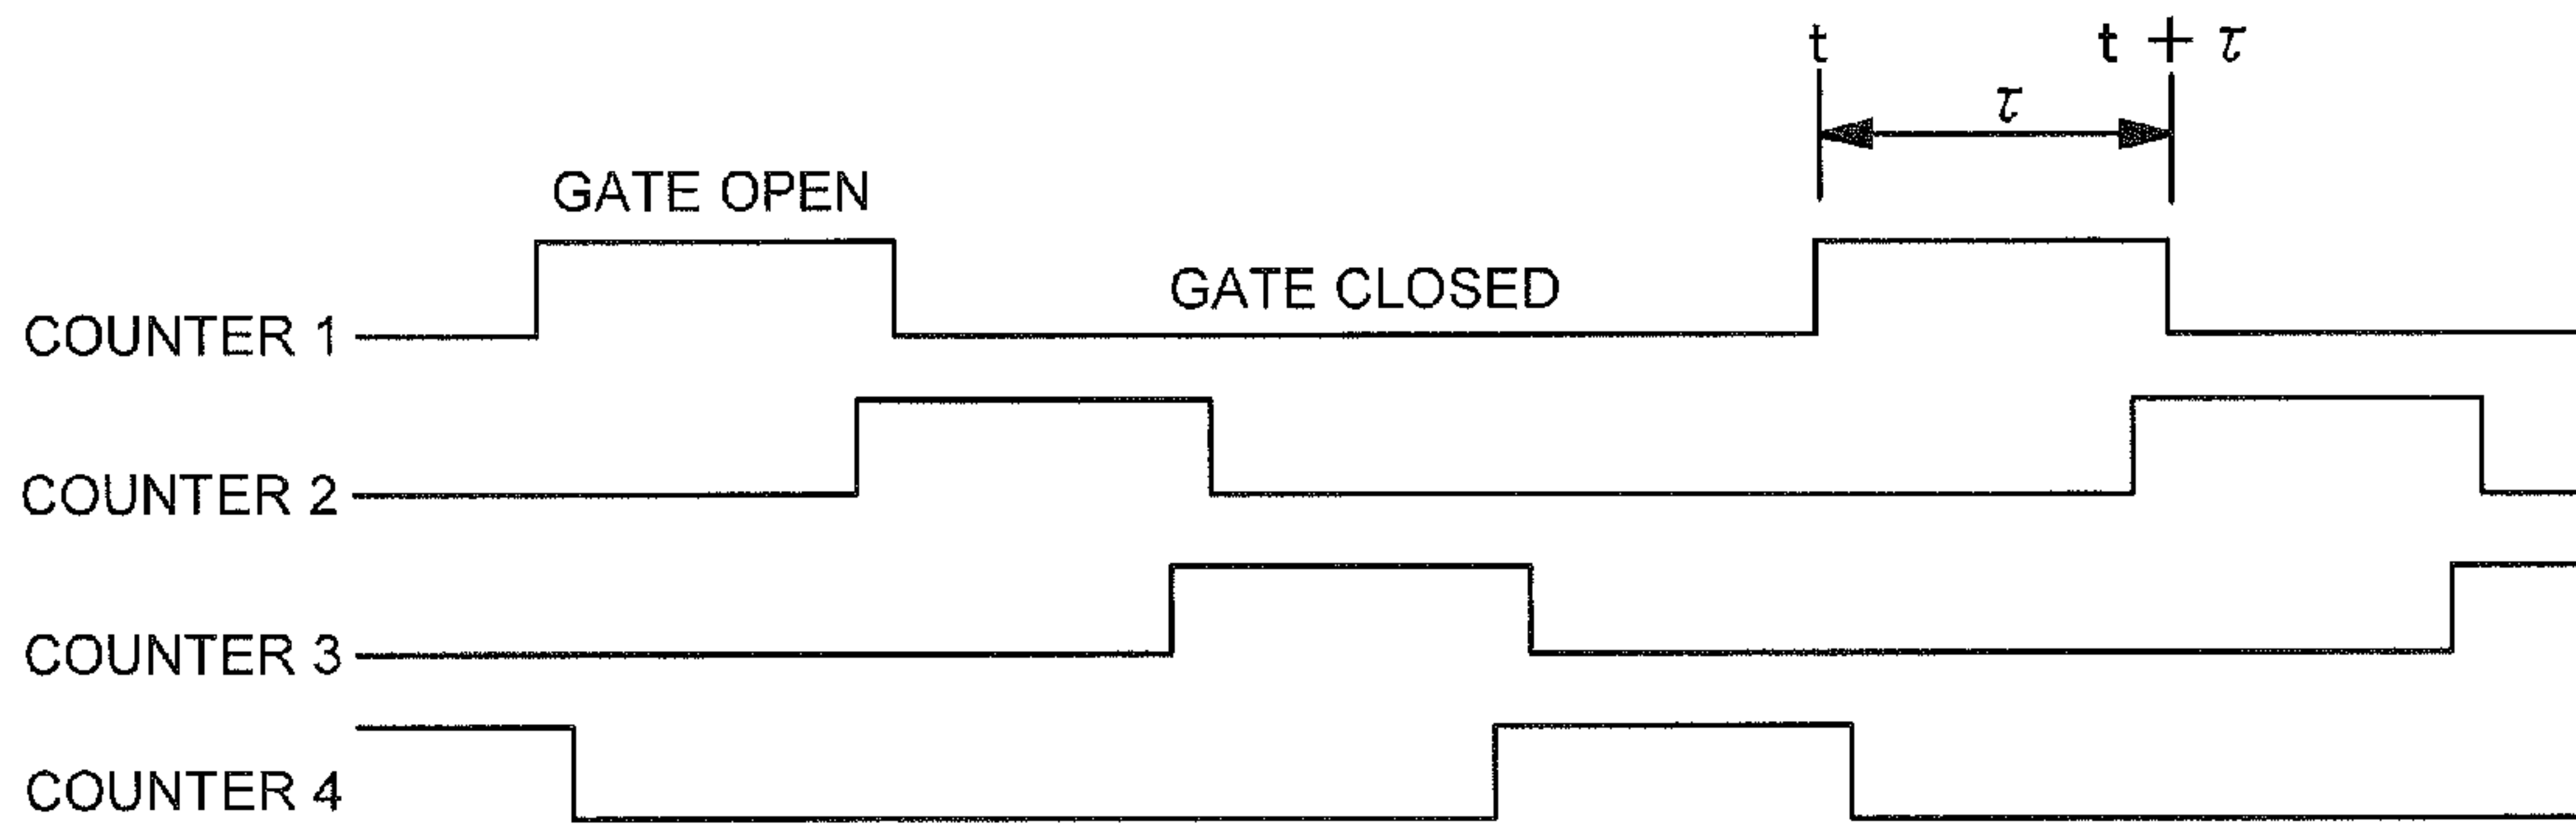 t
t + τ
τ
GATE OPEN
GATE CLOSED
COUNTER 1
COUNTER 2
COUNTER 3
COUNTER 4